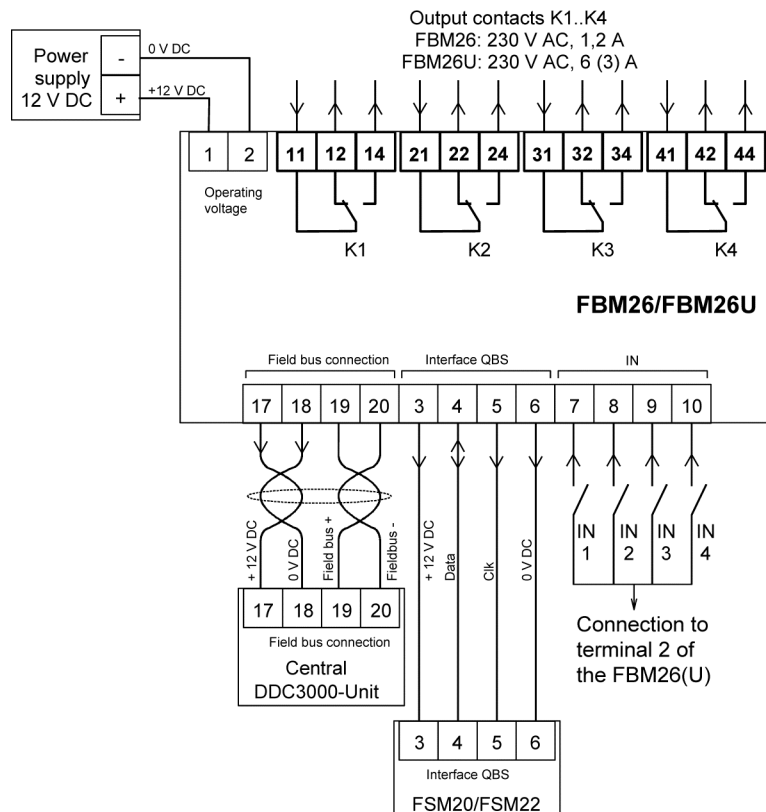 Output contacts K1..K4
FBM26: 230 V AC, 1,2 A
FBM26U: 230 V AC, 6 (3) A
Power
supply
12 V DC
-
+
0 V DC
+12 V DC
1 2 11 12 14 21 22 24 31 32 34 41 42 44
Operating
voltage
K1 K2 K3 K4
FBM26/FBM26U
Field bus connection Interface QBS IN
17 18 19 20 3 4 5 6 7 8 9 10
+ 12 V DC
0 V DC
Field bus +
Fieldbus -
+ 12 V DC
Data
Clk
0 V DC
IN
1
IN
2
IN
3
IN
4
17 18 19 20
Field bus connection
Central
DDC3000-Unit
Connection to
terminal 2 of
the FBM26(U)
3 4 5 6
Interface QBS
FSM20/FSM22